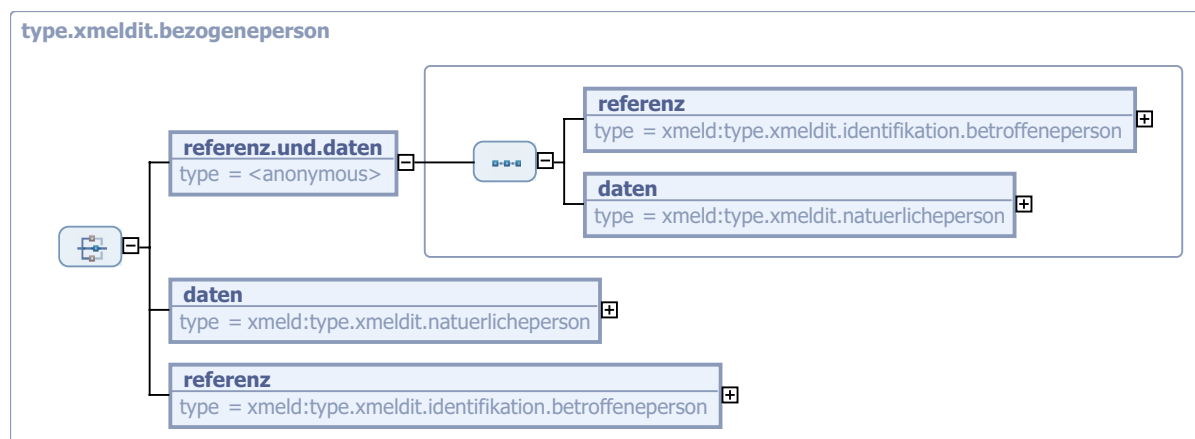 type.xmeldit.bezogeneperson
referenz.und.daten
type = <anonymous>
referenz
type = xmeld:type.xmeldit.identifikation.betroffeneperson
daten
type = xmeld:type.xmeldit.natuerlicheperson
daten
type = xmeld:type.xmeldit.natuerlicheperson
referenz
type = xmeld:type.xmeldit.identifikation.betroffeneperson